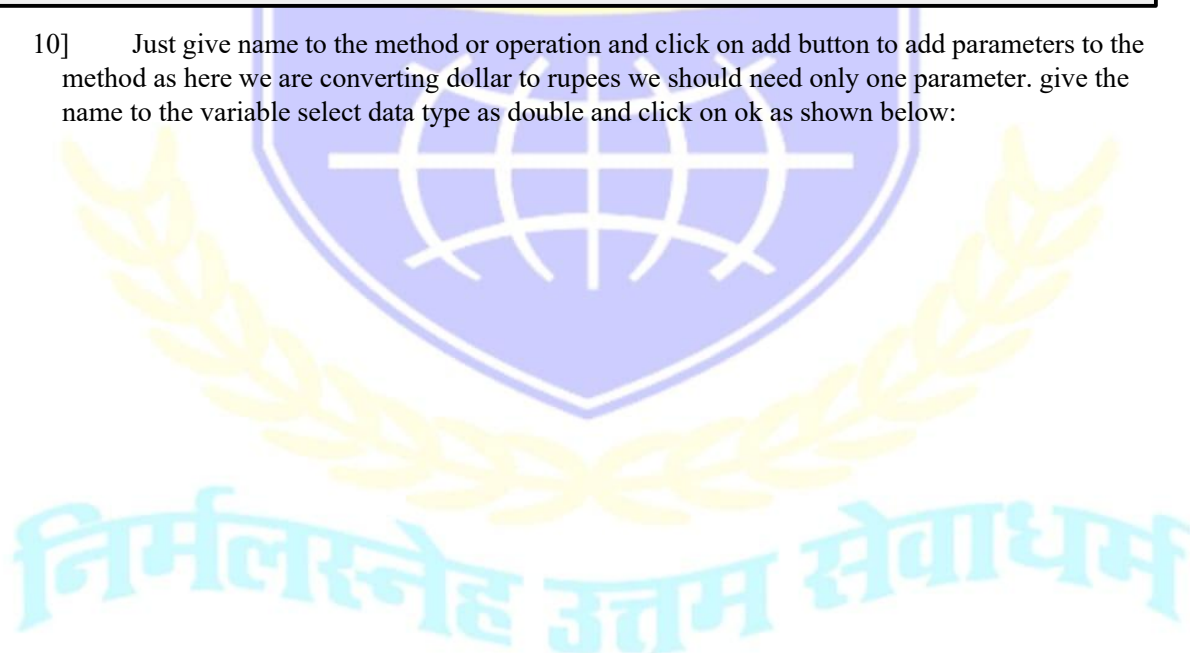 10] Just give name to the method or operation and click on add button to add parameters to the
method as here we are converting dollar to rupees we should need only one parameter. give the
name to the variable select data type as double and click on ok as shown below:
निर्मलस्नेह उत्तम सेवाधर्म